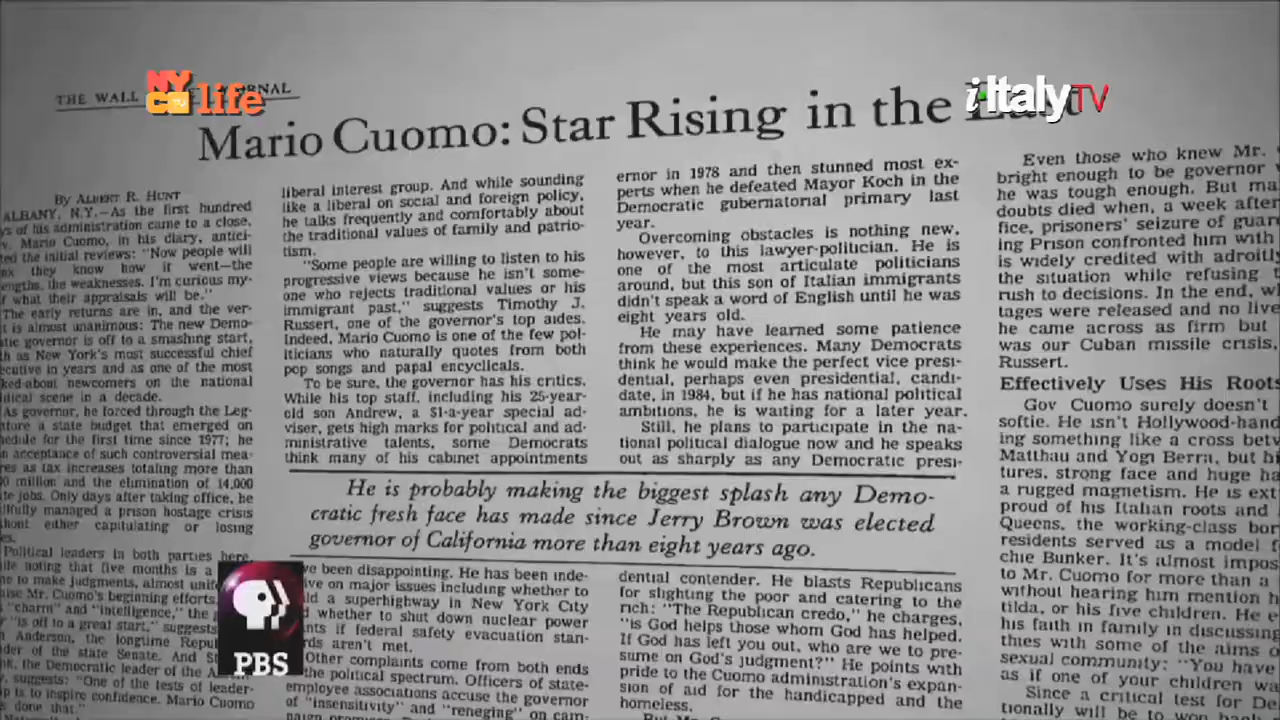 NYC life
i-Italy TV
THE WALL
Mario Cuomo: Star Rising in the East
By ALBERT R. HUNT
ALBANY, N.Y.—As the first hundred
of his administration came to a close,
Mario Cuomo, in his diary, antici-
the initial reviews: "Now people will
they know how it went—the
the weaknesses. I'm curious my-
what their appraisals will be."
The early returns are in, and the ver-
is almost unanimous: The new Demo-
governor is off to a smashing start,
as New York's most successful chief
in years and as one of the most
newcomers on the national
scene in a decade.
As governor, he forced through the Leg-
a state budget that emerged on
for the first time since 1977; he
acceptance of such controversial mea-
as tax increases totaling more than
million and the elimination of 14,000
jobs. Only days after taking office, he
managed a prison hostage crisis
either capitulating or losing
Political leaders in both parties here,
noting that five months is a
to make judgments, almost
Mr. Cuomo's beginning efforts.
"charm" and "intelligence," the
"is off to a great start," suggests
Anderson, the longtime
of the state Senate. And
the Democratic leader of the
suggests: "One of the tests of leader-
is to inspire confidence. Mario Cuomo
done that."
liberal interest group. And while sounding
like a liberal on social and foreign policy,
he talks frequently and comfortably about
the traditional values of family and patrio-
tism.
"Some people are willing to listen to his
progressive views because he isn't some-
one who rejects traditional values or his
immigrant past," suggests Timothy J.
Russert, one of the governor's top aides.
Indeed, Mario Cuomo is one of the few pol-
iticians who naturally quotes from both
pop songs and papal encyclicals.
To be sure, the governor has his critics.
While his top staff, including his 25-year-
old son Andrew, a $1-a-year special ad-
viser, gets high marks for political and ad-
ministrative talents, some Democrats
think many of his cabinet appointments
ernor in 1978 and then stunned most ex-
perts when he defeated Mayor Koch in the
Democratic gubernatorial primary last
year.
Overcoming obstacles is nothing new,
however, to this lawyer-politician. He is
one of the most articulate politicians
around, but this son of Italian immigrants
didn't speak a word of English until he was
eight years old.
He may have learned some patience
from these experiences. Many Democrats
think he would make the perfect vice presi-
dential, perhaps even presidential, candi-
date, in 1984, but if he has national political
ambitions, he is waiting for a later year.
Still, he plans to participate in the na-
tional political dialogue now and he speaks
out as sharply as any Democratic presi-
He is probably making the biggest splash any Demo-
cratic fresh face has made since Jerry Brown was elected
governor of California more than eight years ago.
been disappointing. He has been inde-
on major issues including whether to
a superhighway in New York City
whether to shut down nuclear power
if federal safety evacuation stan-
aren't met.
Other complaints come from both ends
the political spectrum. Officers of state-
employee associations accuse the governor
of "insensitivity" and "reneging" on cam-
dential contender. He blasts Republicans
for slighting the poor and catering to the
rich: "The Republican credo," he charges,
"is God helps those whom God has helped.
If God has left you out, who are we to pre-
sume on God's judgment?" He points with
pride to the Cuomo administration's expan-
sion of aid for the handicapped and the
homeless.
Even those who knew Mr.
bright enough to be governor
he was tough enough. But
doubts died when, a week after
fice, prisoners' seizure of
ing Prison confronted him with
is widely credited with
the situation while refusing
rush to decisions. In the end,
tages were released and no
he came across as firm but
was our Cuban missile crisis,
Russert.
Effectively Uses His Roots
Gov Cuomo surely doesn't
softie. He isn't
ing something like a cross
Matthau and Yogi Berra, but
tures, strong face and huge
a rugged magnetism. He is
proud of his Italian roots and
Queens, the working-class
residents served as a model
chie Bunker. It's almost
to Mr. Cuomo for more than a
without hearing him mention
tilda, or his five children. He
his faith in family in discussing
thies with some of the aims
sexual community: "You have
as if one of your children
Since a critical test for
tionally will be to
PBS